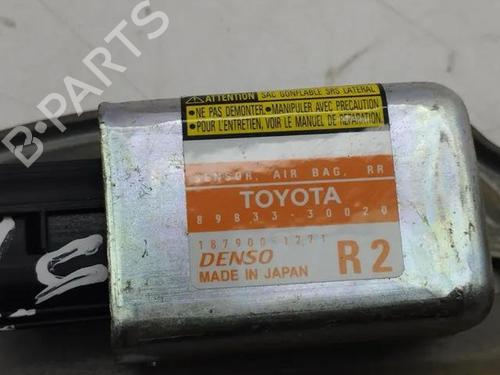 B-PARTS
ATTENTION SAC GONFLABLE SRS LATERAL
•NE PAS DEMONTER •MANIPULER AVEC PRECAUTION
•POUR L'ENTRETIEN, VOIR LE MANUEL DE REPARATION.
SENSOR, AIR BAG, RR
TOYOTA
89833-30020
187900-1771
DENSO R2
MADE IN JAPAN